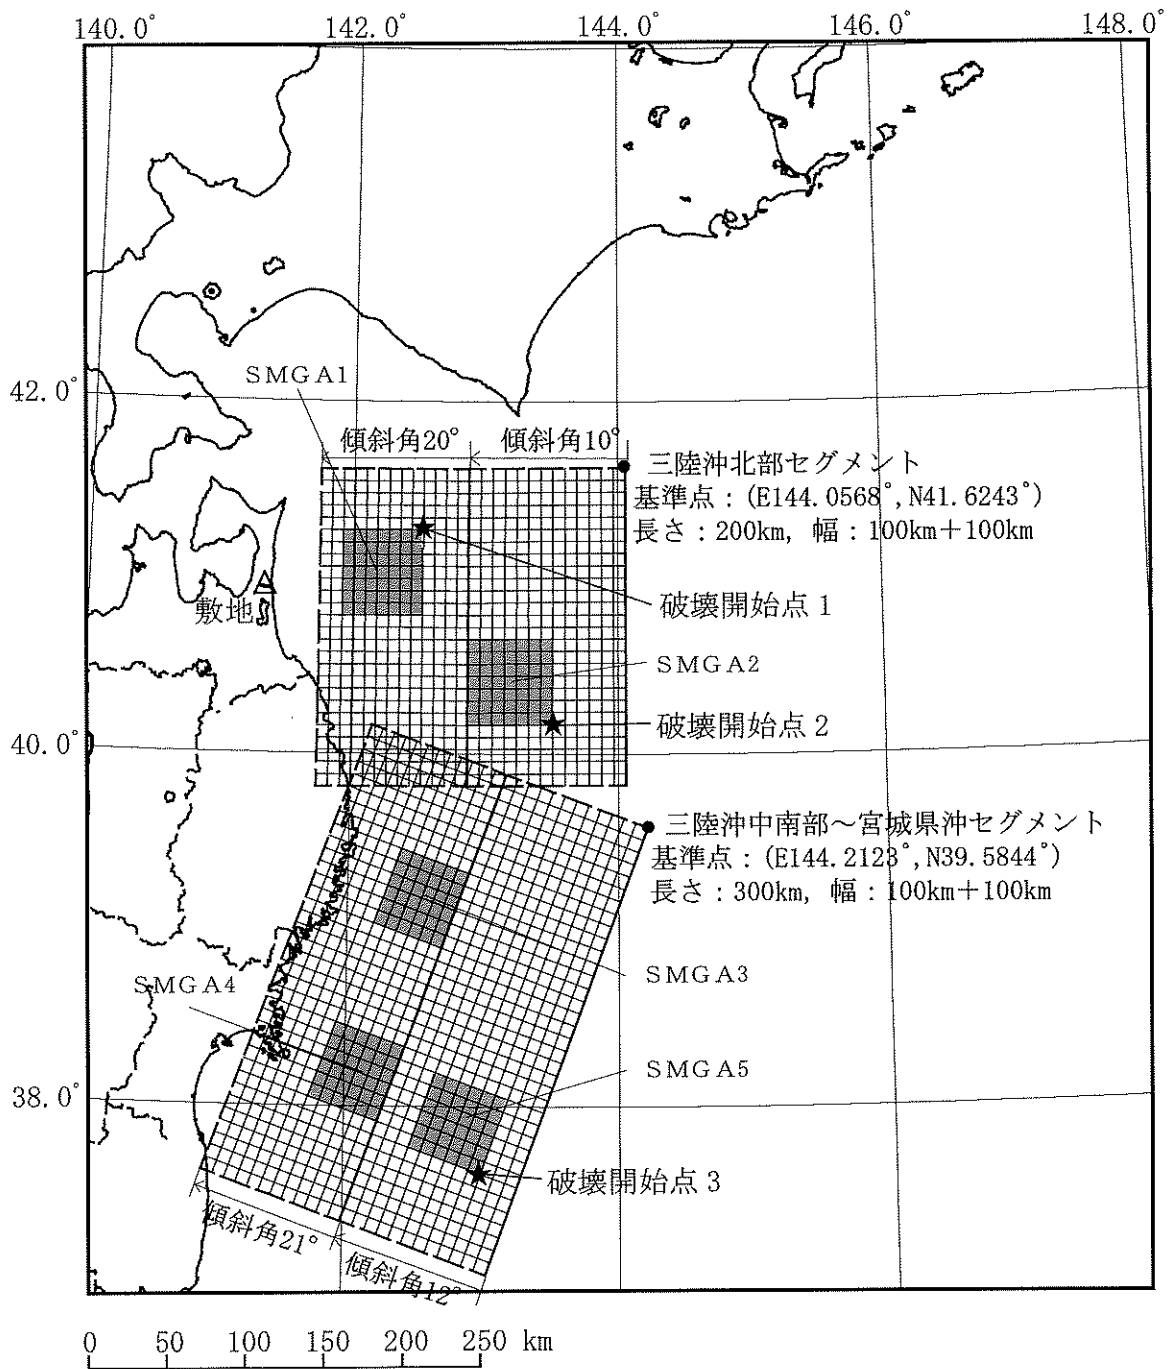 140.0° 142.0° 144.0° 146.0° 148.0°
42.0°
40.0°
38.0°
SMGA1
傾斜角20° 傾斜角10°
三陸沖北部セグメント
基準点：(E144.0568°,N41.6243°)
長さ：200km, 幅：100km＋100km
破壊開始点1
敷地
SMGA2
破壊開始点2
三陸沖中南部～宮城県沖セグメント
基準点：(E144.2123°,N39.5844°)
長さ：300km, 幅：100km＋100km
SMGA3
SMGA4
SMGA5
破壊開始点3
傾斜角21°
傾斜角12°
0 50 100 150 200 250 km